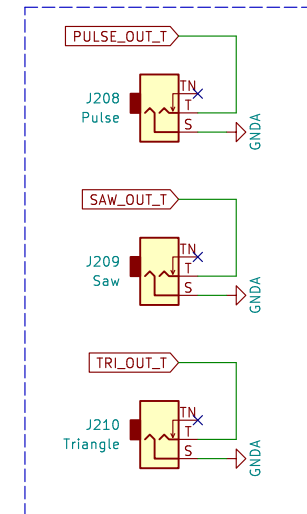 PULSE_OUT_T
TN
J208
T
Pulse
S
GNDA
SAW_OUT_T
TN
J209
T
Saw
S
GNDA
TRI_OUT_T
TN
J210
T
Triangle
S
GNDA